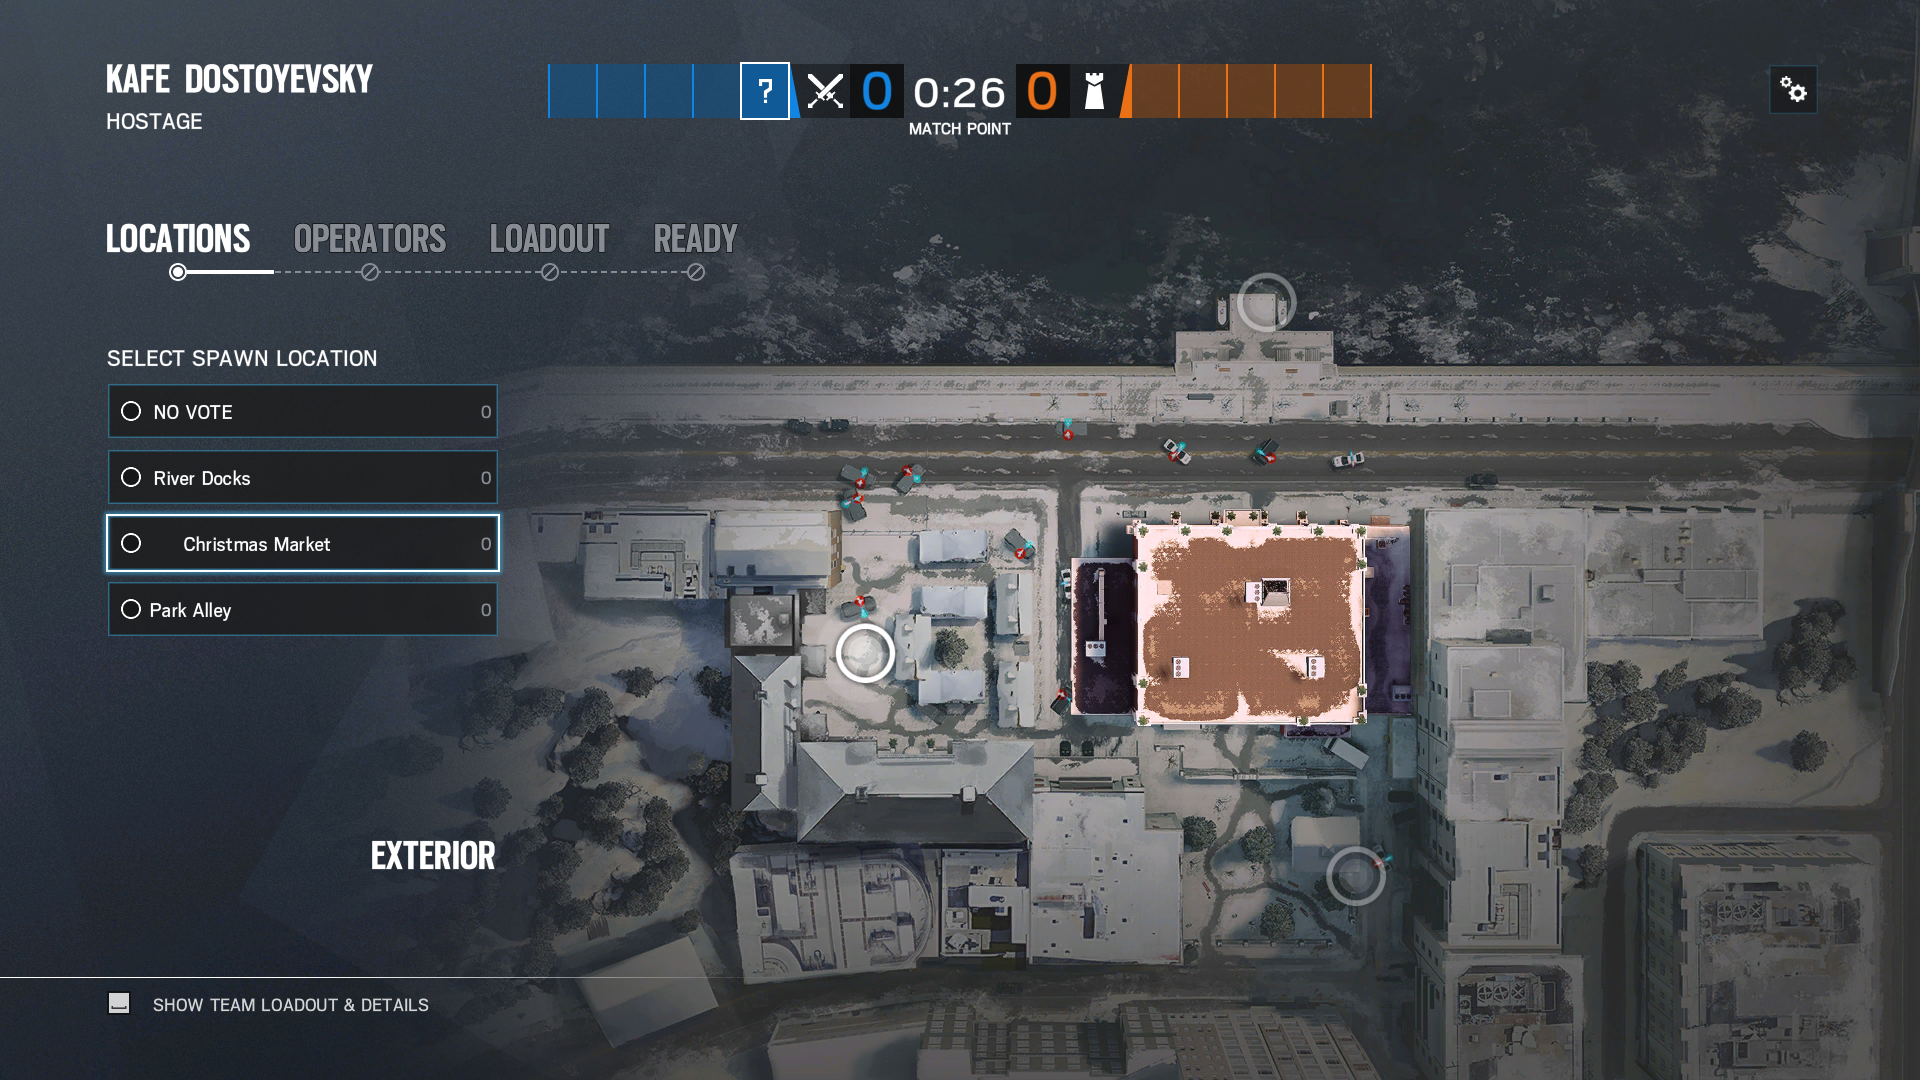 KAFE DOSTOYEVSKY
HOSTAGE
?
0
0:26
0
MATCH POINT
LOCATIONS
OPERATORS
LOADOUT
READY
SELECT SPAWN LOCATION
NO VOTE 0
River Docks 0
Christmas Market 0
Park Alley 0
EXTERIOR
SHOW TEAM LOADOUT & DETAILS